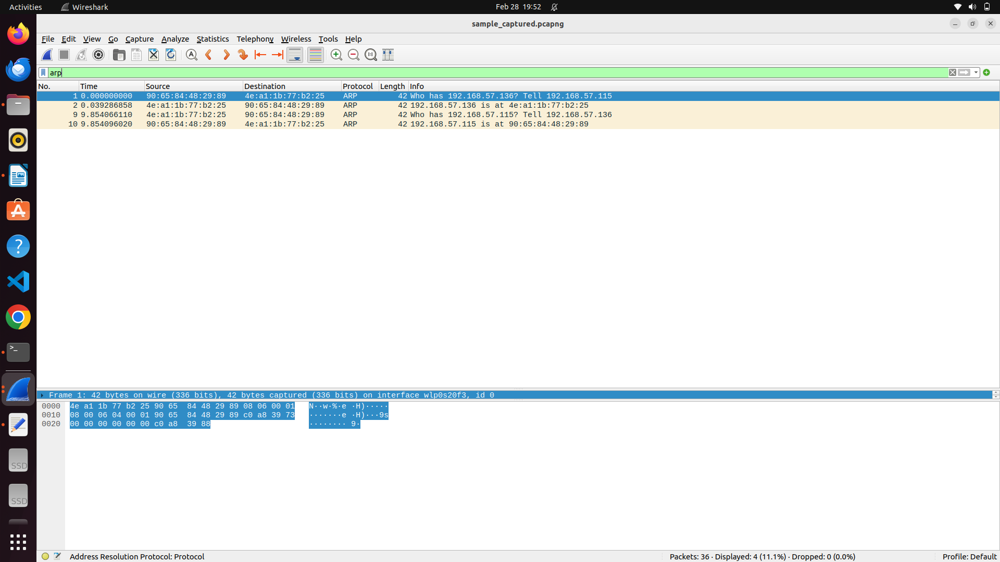 Activities
Wireshark
Feb 28 19:52
sample_captured.pcapng
File Edit View Go Capture Analyze Statistics Telephony Wireless Tools Help
arp
No. Time Source Destination Protocol Length Info
1 0.000000000 90:65:84:48:29:89 4e:a1:1b:77:b2:25 ARP 42 Who has 192.168.57.136? Tell 192.168.57.115
2 0.039286858 4e:a1:1b:77:b2:25 90:65:84:48:29:89 ARP 42 192.168.57.136 is at 4e:a1:1b:77:b2:25
9 9.854066110 4e:a1:1b:77:b2:25 90:65:84:48:29:89 ARP 42 Who has 192.168.57.115? Tell 192.168.57.136
10 9.854096020 90:65:84:48:29:89 4e:a1:1b:77:b2:25 ARP 42 192.168.57.115 is at 90:65:84:48:29:89
Frame 1: 42 bytes on wire (336 bits), 42 bytes captured (336 bits) on interface wlp0s20f3, id 0
0000 4e a1 1b 77 b2 25 90 65 84 48 29 89 08 06 00 01 N··w·%·e ·H)·····
0010 08 00 06 04 00 01 90 65 84 48 29 89 c0 a8 39 73 ·······e ·H)···9s
0020 00 00 00 00 00 00 c0 a8 39 88 ········ 9·
SSD
SSD
Address Resolution Protocol: Protocol
Packets: 36 · Displayed: 4 (11.1%) · Dropped: 0 (0.0%)
Profile: Default